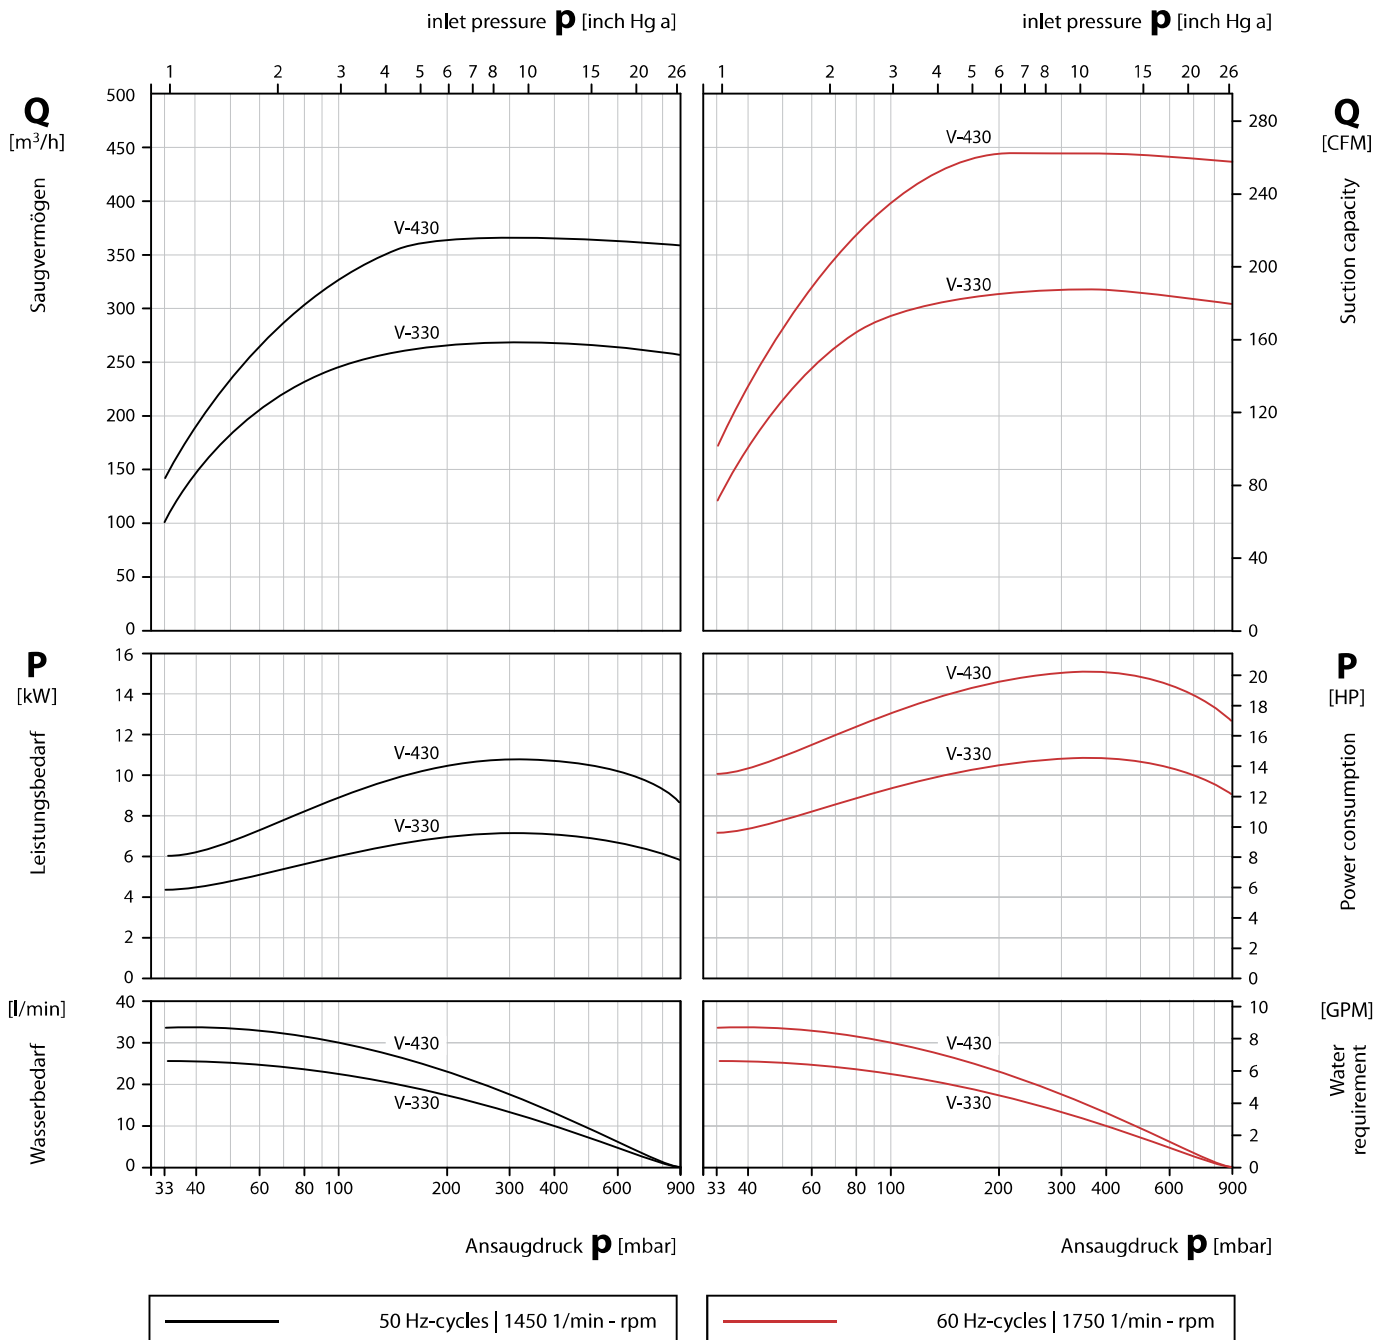 inlet pressure p [inch Hg a]
inlet pressure p [inch Hg a]
1 2 3 4 5 6 7 8 10 15 20 26
1 2 3 4 5 6 7 8 10 15 20 26
Q
[m³/h]
Saugvermögen
500
450
400
350
300
250
200
150
100
50
0
V-430
V-330
V-430
V-330
280
240
200
160
120
80
40
0
Q
[CFM]
Suction capacity
P
[kW]
Leistungsbedarf
16
14
12
10
8
6
4
2
0
V-430
V-330
V-430
V-330
20
18
16
14
12
10
8
6
4
2
0
P
[HP]
Power consumption
[l/min]
Wasserbedarf
40
30
20
10
0
V-430
V-330
V-430
V-330
10
8
6
4
2
0
[GPM]
Water
requirement
33 40 60 80 100 200 300 400 600 900
33 40 60 80 100 200 300 400 600 900
Ansaugdruck p [mbar]
Ansaugdruck p [mbar]
50 Hz-cycles | 1450 1/min - rpm
60 Hz-cycles | 1750 1/min - rpm